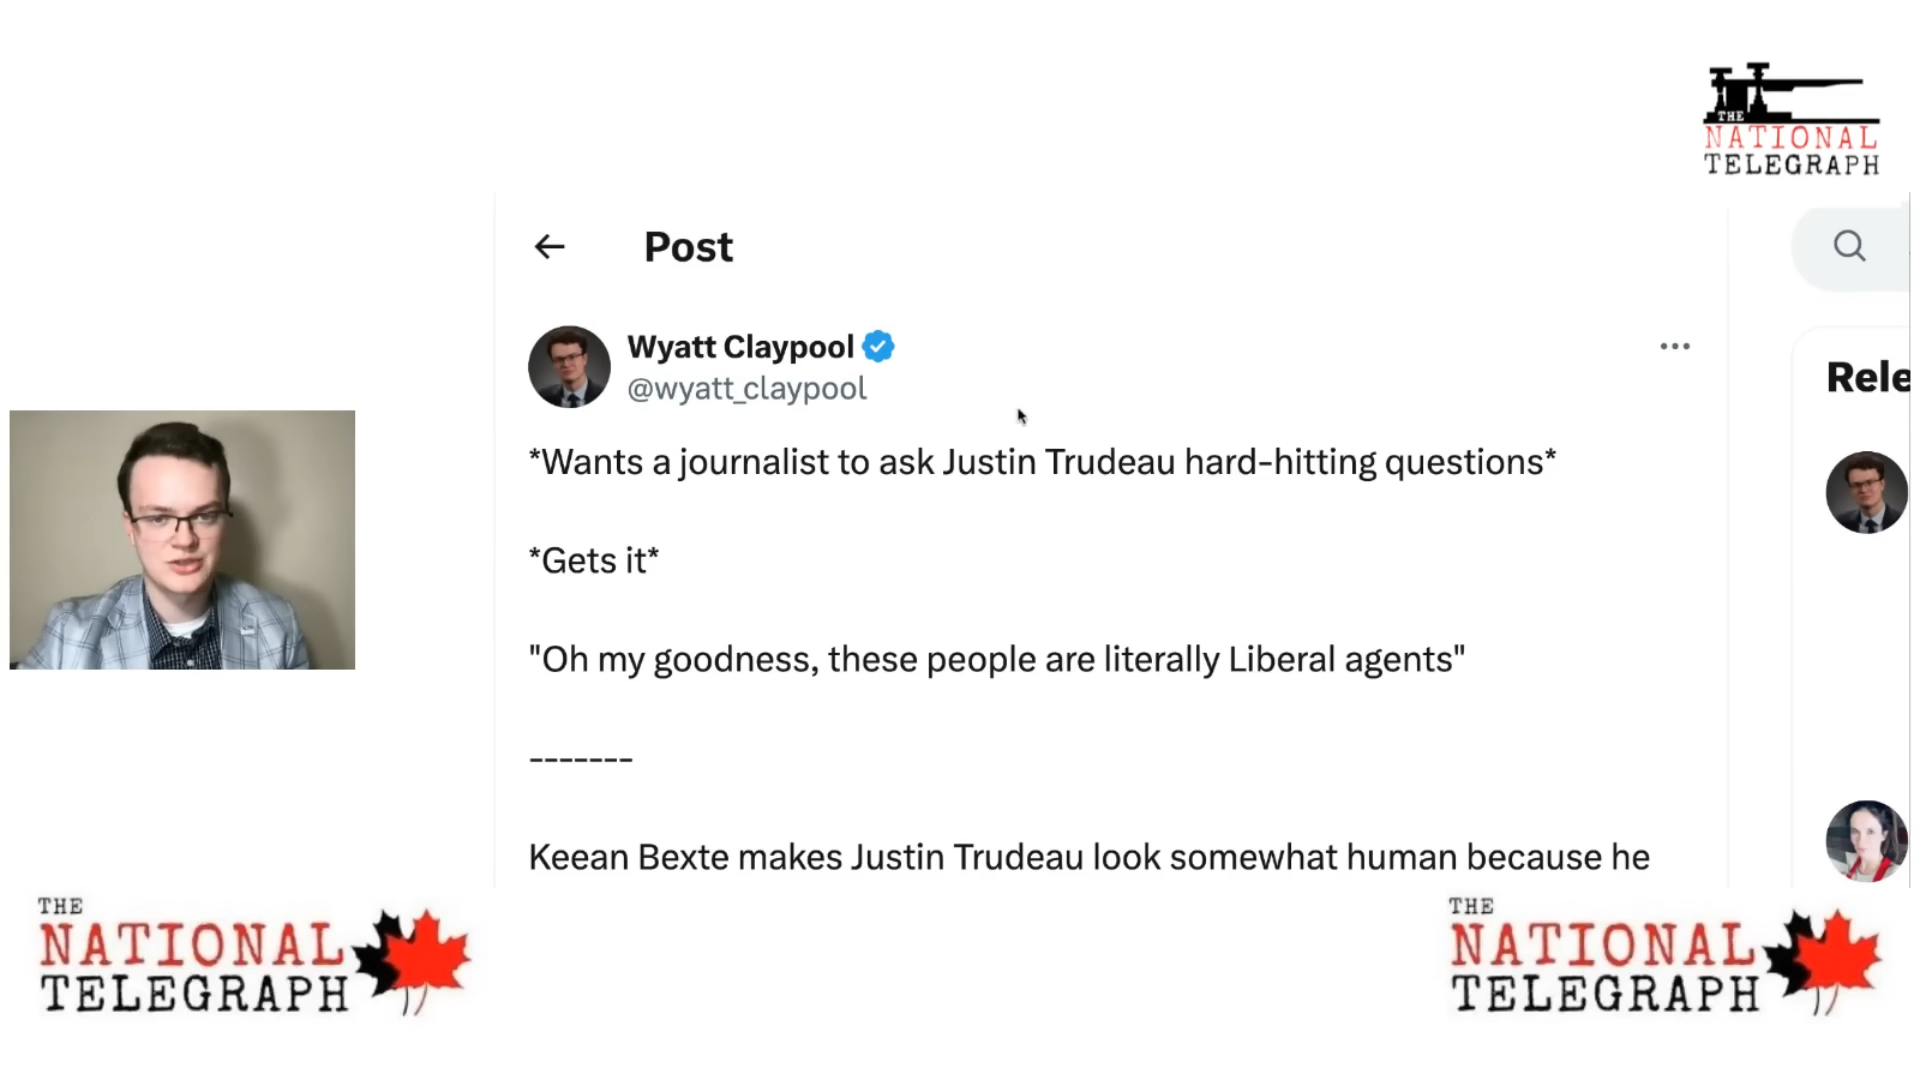 THE
NATIONAL
TELEGRAPH
Post
Wyatt Claypool
@wyatt_claypool
Rele
*Wants a journalist to ask Justin Trudeau hard-hitting questions*
*Gets it*
"Oh my goodness, these people are literally Liberal agents"
-------
Keean Bexte makes Justin Trudeau look somewhat human because he
THE
NATIONAL
TELEGRAPH
THE
NATIONAL
TELEGRAPH